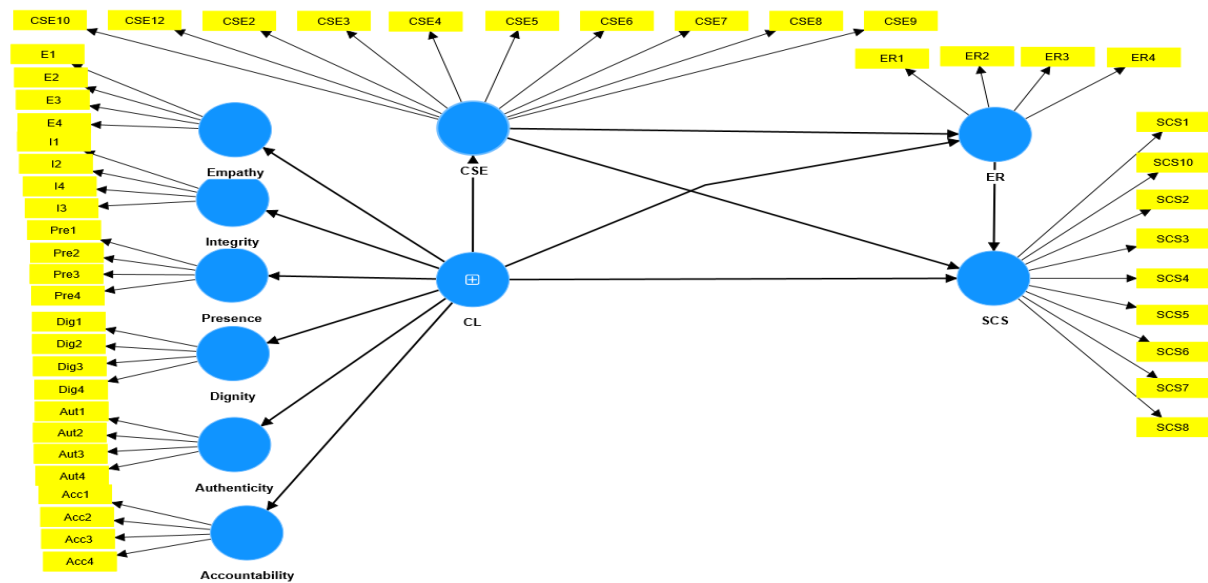 CSE10
CSE12
CSE2
CSE3
CSE4
CSE5
CSE6
CSE7
CSE8
CSE9
E1
E2
E3
E4
I1
I2
I4
I3
Pre1
Pre2
Pre3
Pre4
Dig1
Dig2
Dig3
Dig4
Aut1
Aut2
Aut3
Aut4
Acc1
Acc2
Acc3
Acc4
Empathy
Integrity
Presence
Dignity
Authenticity
Accountability
CSE
CL
ER1
ER2
ER3
ER4
ER
SCS
SCS1
SCS10
SCS2
SCS3
SCS4
SCS5
SCS6
SCS7
SCS8